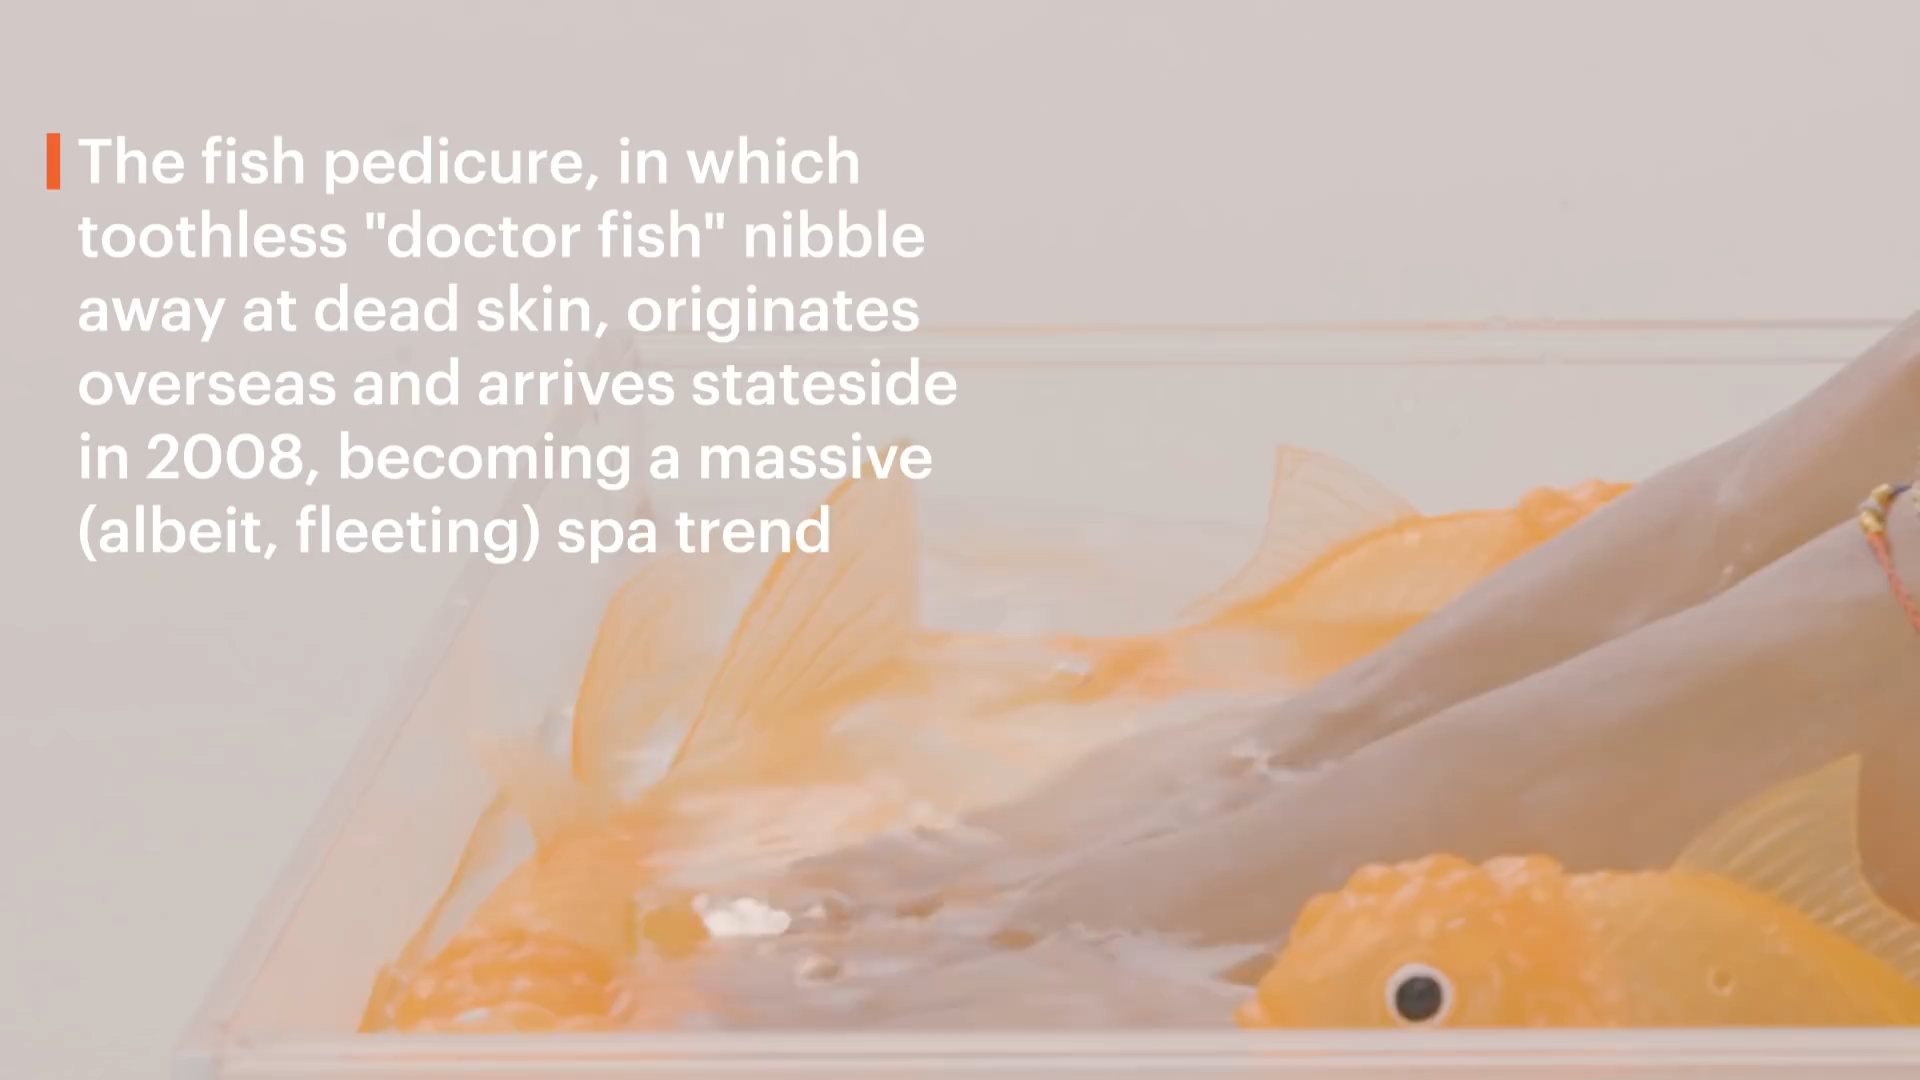 The fish pedicure, in which
toothless "doctor fish" nibble
away at dead skin, originates
overseas and arrives stateside
in 2008, becoming a massive
(albeit, fleeting) spa trend